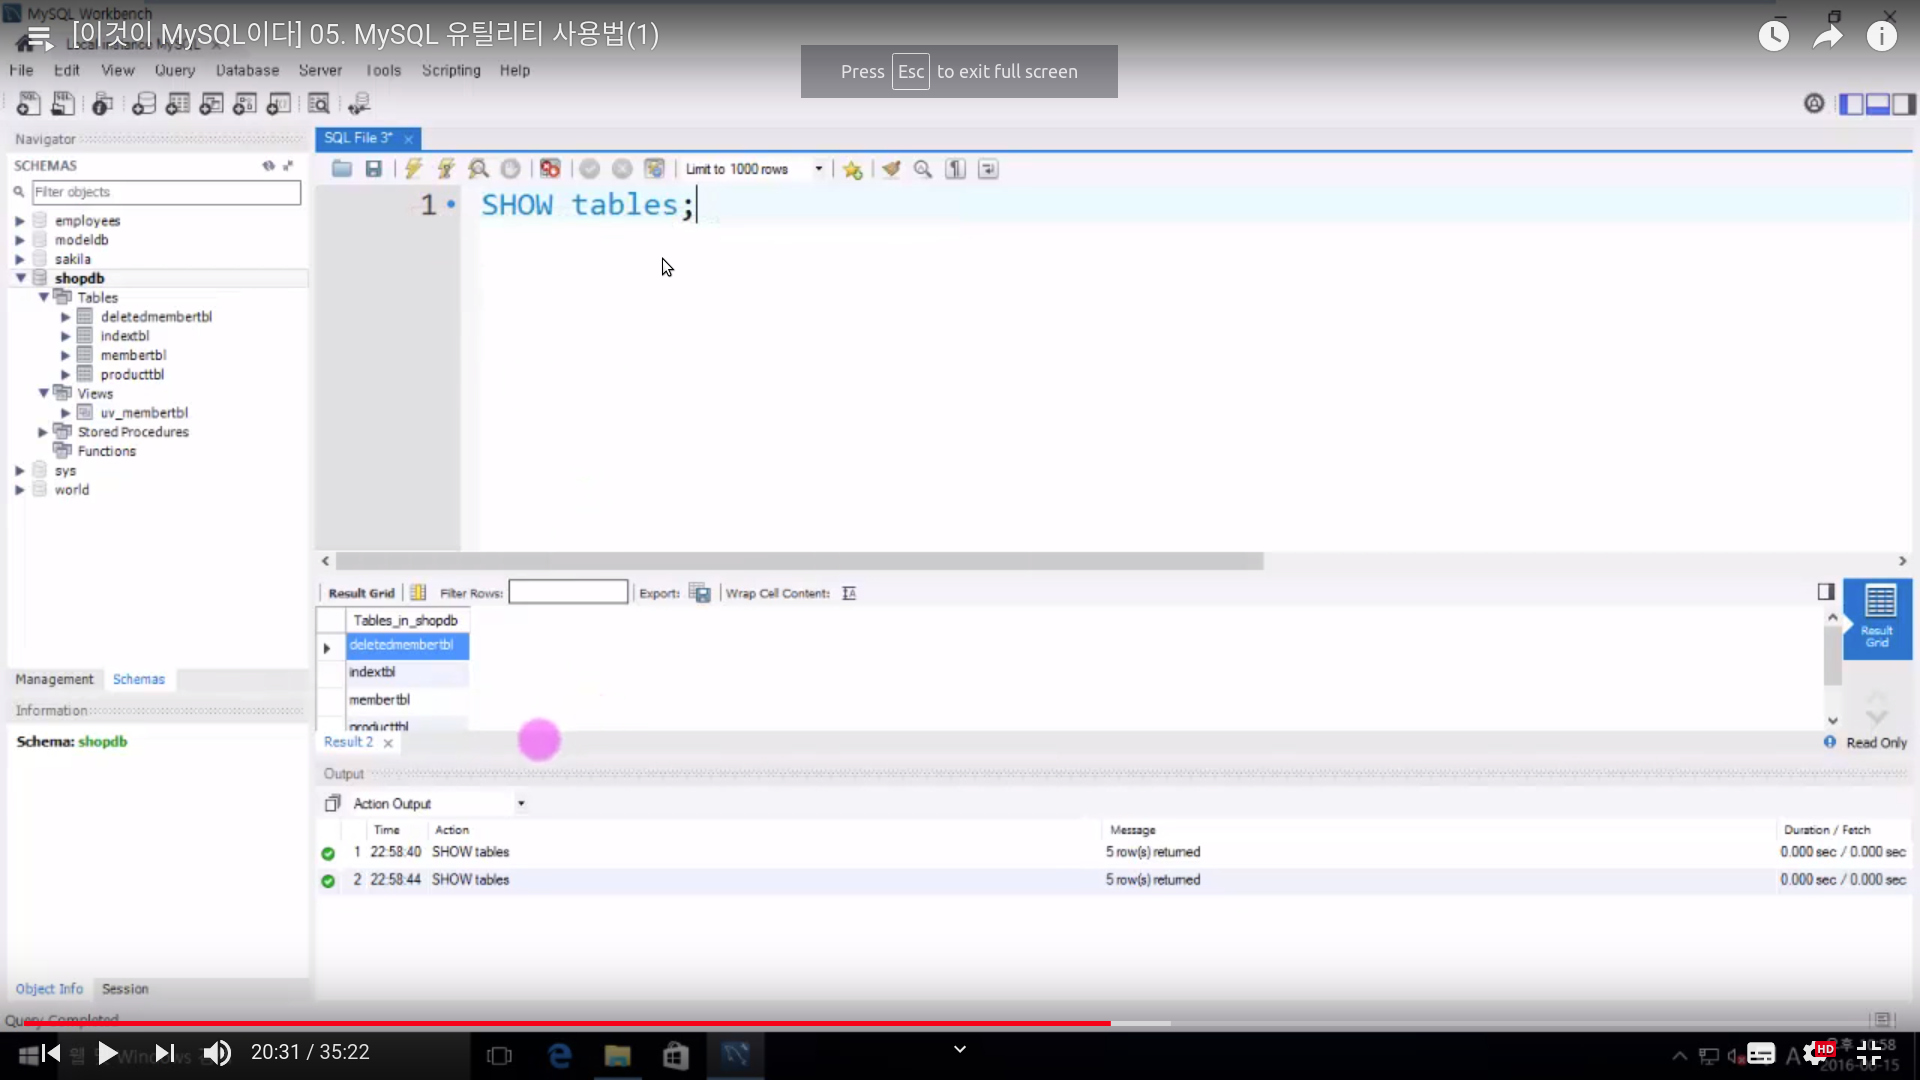 MySQL Workbench
[이것이 MySQL이다] 05. MySQL 유틸리티 사용법(1)
Press Esc to exit full screen
File Edit View Query Database Server Tools Scripting Help
Navigator
SCHEMAS
Filter objects
employees
modeldb
sakila
shopdb
Tables
deletedmembertbl
indextbl
membertbl
producttbl
Views
uv_membertbl
Stored Procedures
Functions
sys
world
Management Schemas
Information
Schema: shopdb
Object Info Session
Query Completed
SQL File 3*
Limit to 1000 rows
1 SHOW tables;
Result Grid Filter Rows: Export: Wrap Cell Content:
Tables_in_shopdb
deletedmembertbl
indextbl
membertbl
producttbl
Result Grid
Result 2
Read Only
Output
Action Output
Time Action Message Duration / Fetch
1 22:58:40 SHOW tables 5 row(s) returned 0.000 sec / 0.000 sec
2 22:58:44 SHOW tables 5 row(s) returned 0.000 sec / 0.000 sec
20:31 / 35:22
HD